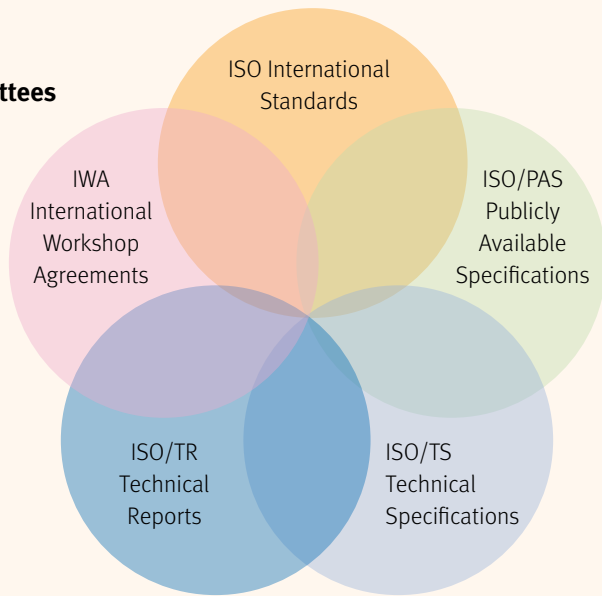 ttees
ISO International
Standards
IWA
International
Workshop
Agreements
ISO/PAS
Publicly
Available
Specifications
ISO/TR
Technical
Reports
ISO/TS
Technical
Specifications